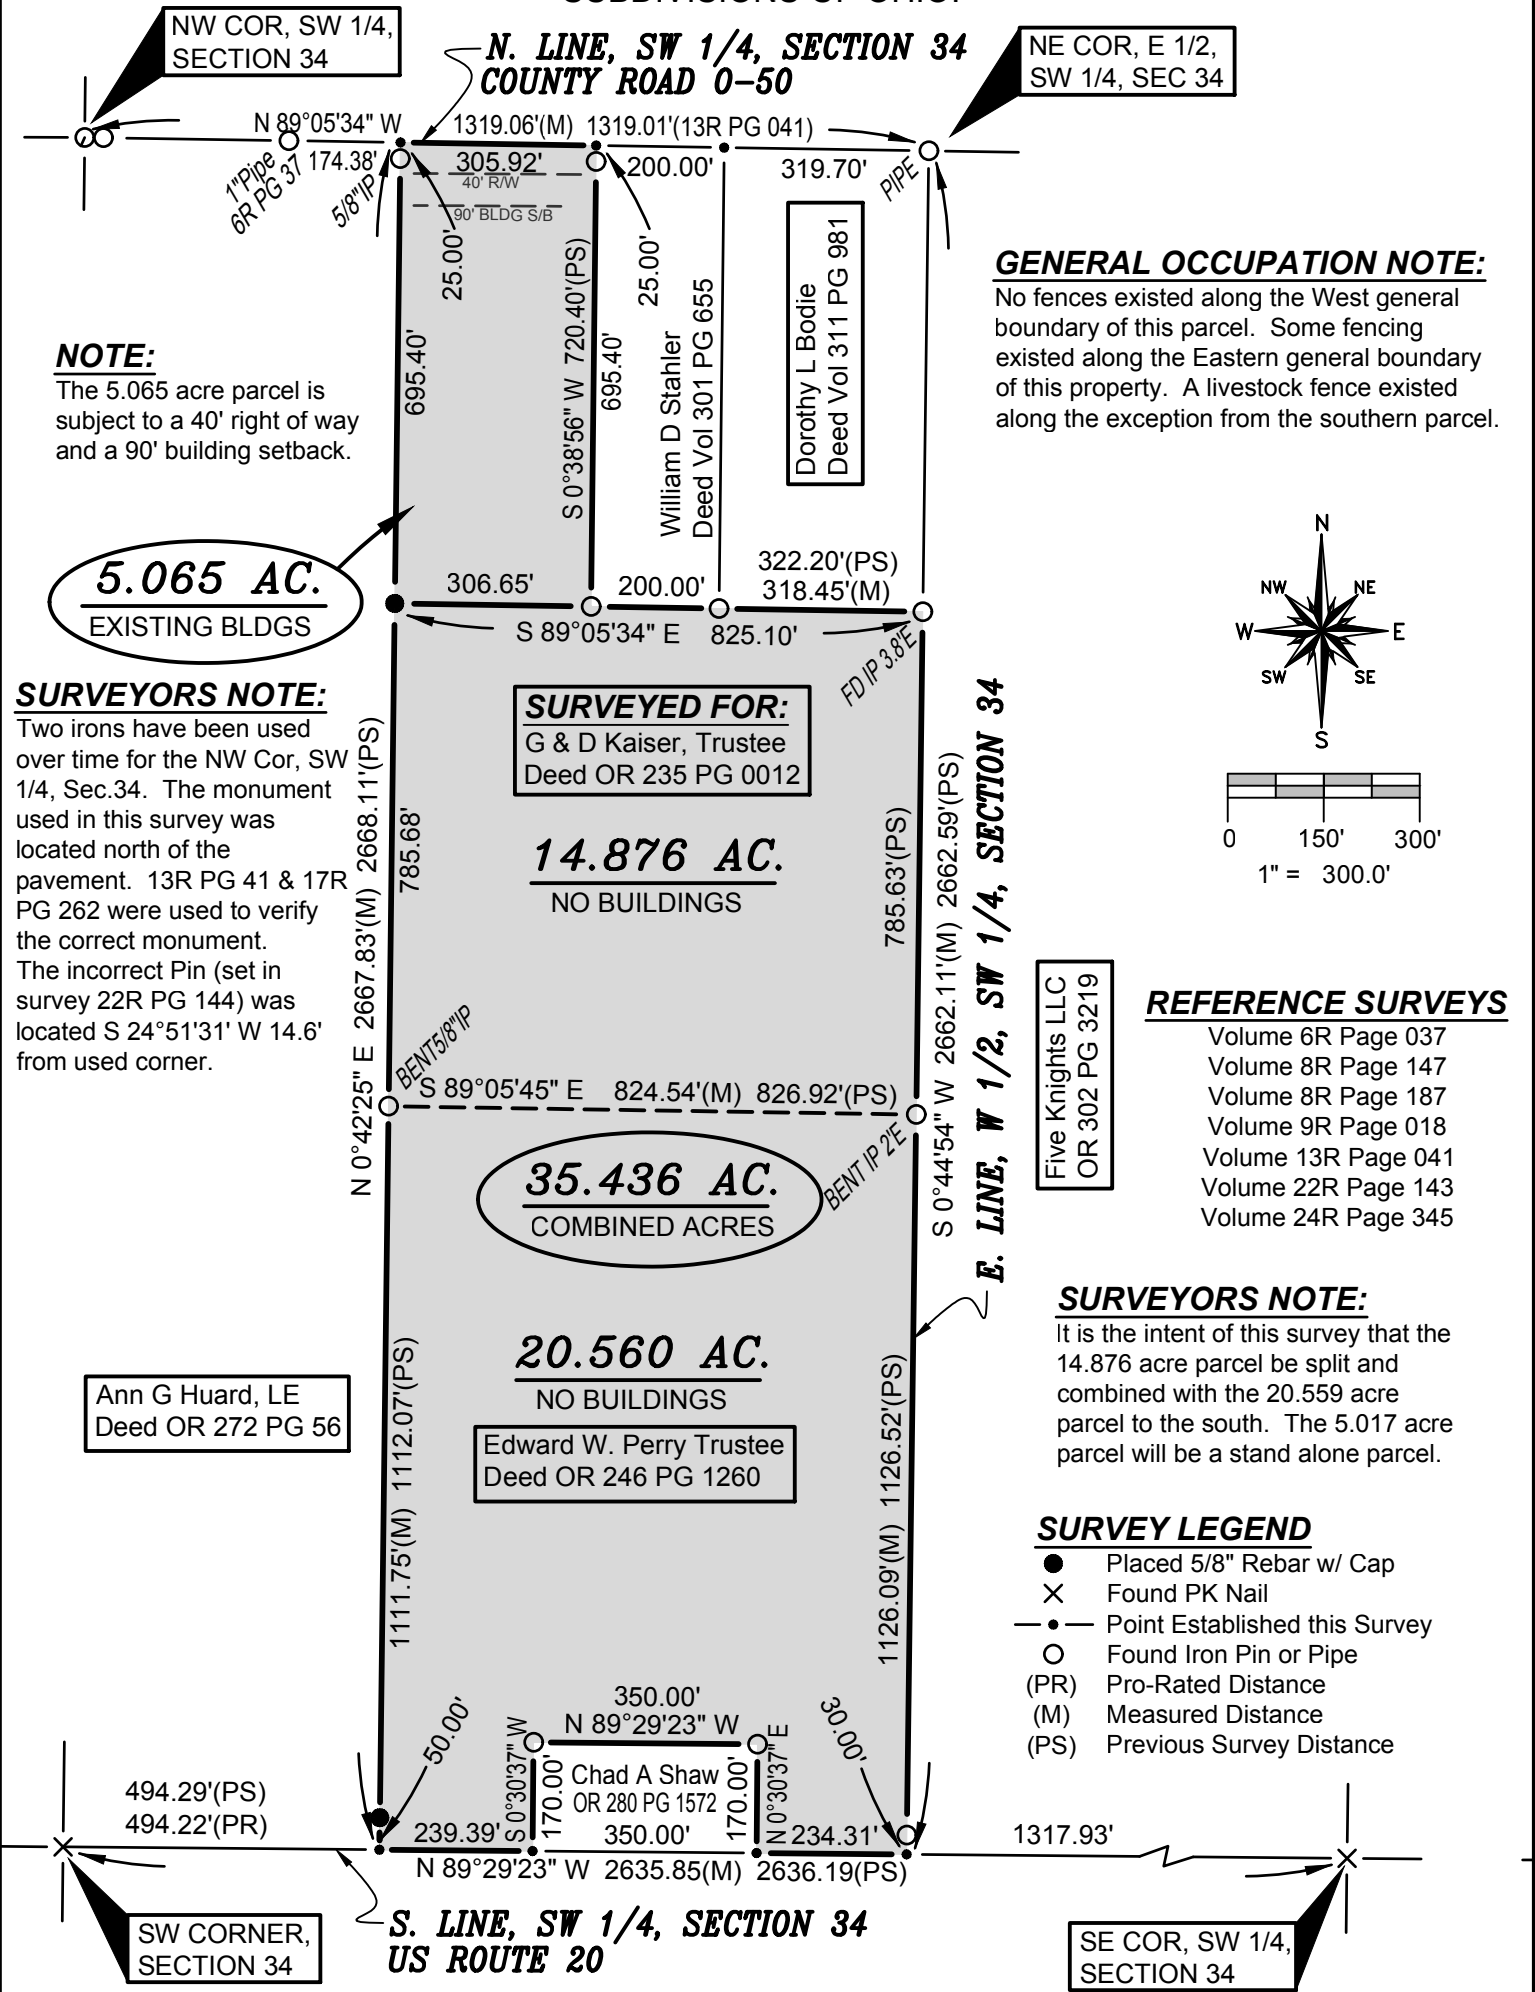 NW COR, SW 1/4,
SECTION 34
N. LINE, SW 1/4, SECTION 34
COUNTY ROAD O-50
NE COR, E 1/2,
SW 1/4, SEC 34
N 89°05'34" W
1319.06'(M) 1319.01'(13R PG 041)
1"Pipe
6R PG 37
174.38'
5/8"IP
305.92'
200.00'
319.70'
PIPE
40' R/W
90' BLDG S/B
25.00'
25.00'
695.40'
S 0°38'56" W 720.40'(PS)
695.40'
William D Stahler
Deed Vol 301 PG 655
Dorothy L Bodie
Deed Vol 311 PG 981
GENERAL OCCUPATION NOTE:
No fences existed along the West general
boundary of this parcel. Some fencing
existed along the Eastern general boundary
of this property. A livestock fence existed
along the exception from the southern parcel.
NOTE:
The 5.065 acre parcel is
subject to a 40' right of way
and a 90' building setback.
5.065 AC.
EXISTING BLDGS
306.65'
200.00'
322.20'(PS)
318.45'(M)
S 89°05'34" E 825.10'
FD IP 3.8'E
N
NE
E
SE
S
SW
W
NW
0 150' 300'
1" = 300.0'
SURVEYORS NOTE:
Two irons have been used
over time for the NW Cor, SW
1/4, Sec.34. The monument
used in this survey was
located north of the
pavement. 13R PG 41 & 17R
PG 262 were used to verify
the correct monument.
The incorrect Pin (set in
survey 22R PG 144) was
located S 24°51'31' W 14.6'
from used corner.
SURVEYED FOR:
G & D Kaiser, Trustee
Deed OR 235 PG 0012
N 0°42'25" E 2667.83'(M) 2668.11'(PS)
785.68'
14.876 AC.
NO BUILDINGS
785.63'(PS)
S 0°44'54" W 2662.11'(M) 2662.59'(PS)
E. LINE, W 1/2, SW 1/4, SECTION 34
Five Knights LLC
OR 302 PG 3219
REFERENCE SURVEYS
Volume 6R Page 037
Volume 8R Page 147
Volume 8R Page 187
Volume 9R Page 018
Volume 13R Page 041
Volume 22R Page 143
Volume 24R Page 345
BENT5/8"IP
S 89°05'45" E 824.54'(M) 826.92'(PS)
BENT IP 2'E
35.436 AC.
COMBINED ACRES
SURVEYORS NOTE:
It is the intent of this survey that the
14.876 acre parcel be split and
combined with the 20.559 acre
parcel to the south. The 5.017 acre
parcel will be a stand alone parcel.
20.560 AC.
NO BUILDINGS
Edward W. Perry Trustee
Deed OR 246 PG 1260
Ann G Huard, LE
Deed OR 272 PG 56
1111.75'(M) 1112.07'(PS)
1126.09'(M) 1126.52'(PS)
SURVEY LEGEND
Placed 5/8" Rebar w/ Cap
Found PK Nail
Point Established this Survey
Found Iron Pin or Pipe
(PR) Pro-Rated Distance
(M) Measured Distance
(PS) Previous Survey Distance
50.00'
350.00'
N 89°29'23" W
30.00'
S 0°30'37" W
170.00'
Chad A Shaw
OR 280 PG 1572
170.00'
N 0°30'37" E
494.29'(PS)
494.22'(PR)
239.39'
350.00'
234.31'
1317.93'
N 89°29'23" W 2635.85(M) 2636.19(PS)
S. LINE, SW 1/4, SECTION 34
US ROUTE 20
SW CORNER,
SECTION 34
SE COR, SW 1/4,
SECTION 34